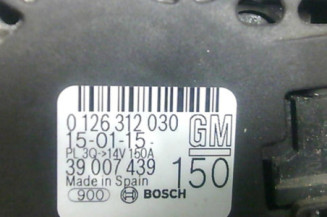 0 126 312 030
15-01-15-
GM
PL 3Q->14V 150A
39 007 439
150
Made in Spain
900
BOSCH